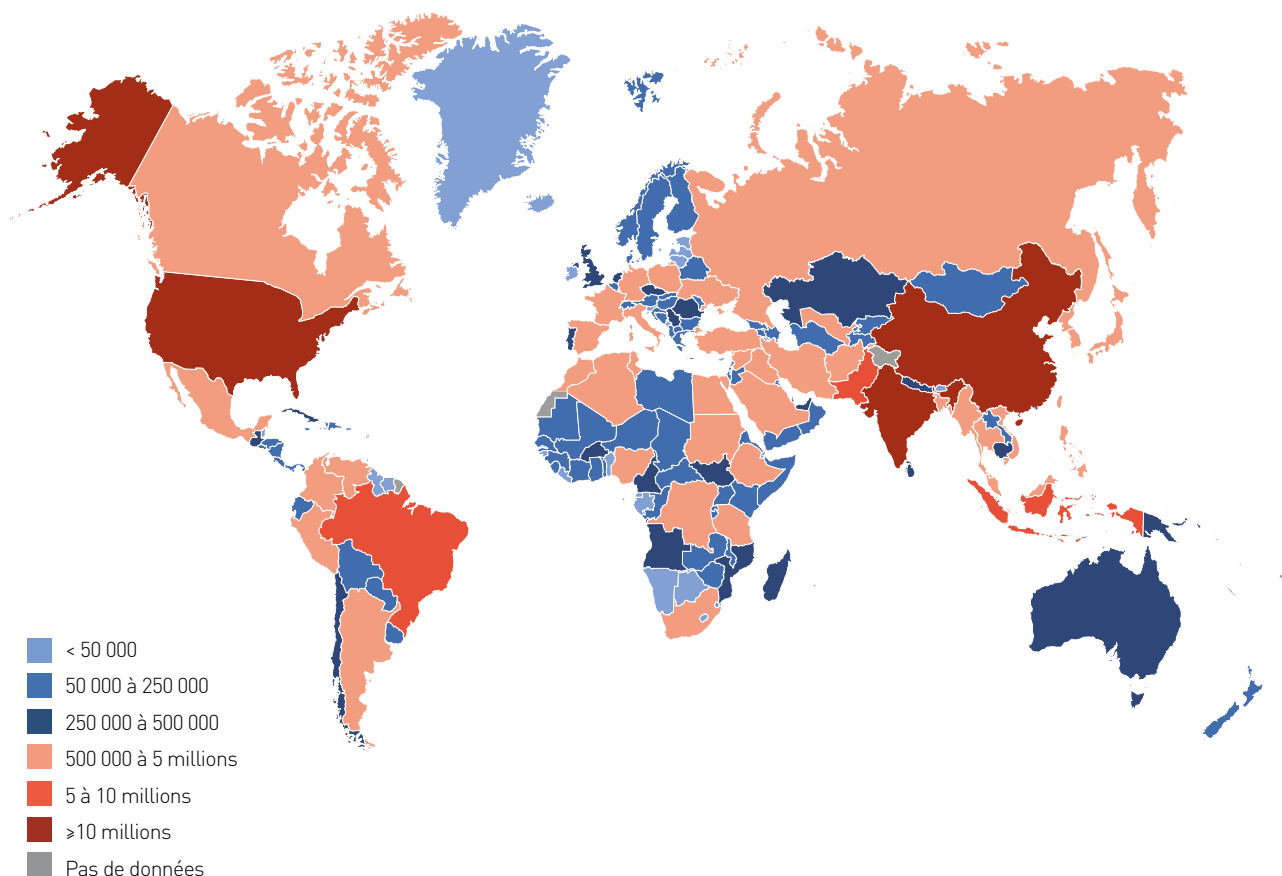 < 50 000
50 000 à 250 000
250 000 à 500 000
500 000 à 5 millions
5 à 10 millions
⩾10 millions
Pas de données